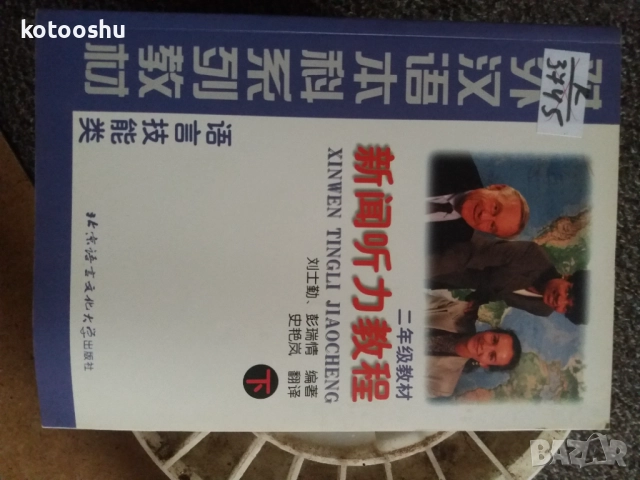 kotooshu
汉语本科系列教材
语言技能类
二年级教材
新闻听力教程
XINWEN TINGLI JIAOCHENG
刘士勤、彭瑞情 编著
史艳岚 翻译
下
北京语言文化大学出版社
BAZAR